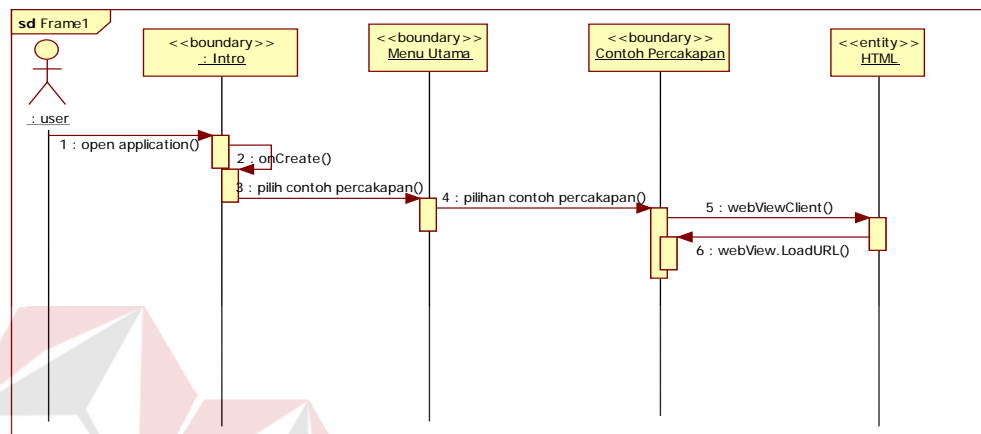 sd Frame1
: user
<<boundary>>
: Intro
<<boundary>>
Menu Utama
<<boundary>>
Contoh Percakapan
<<entity>>
HTML
1 : open application()
2 : onCreate()
3 : pilih contoh percakapan()
4 : pilihan contoh percakapan()
5 : webViewClient()
6 : webView.LoadURL()